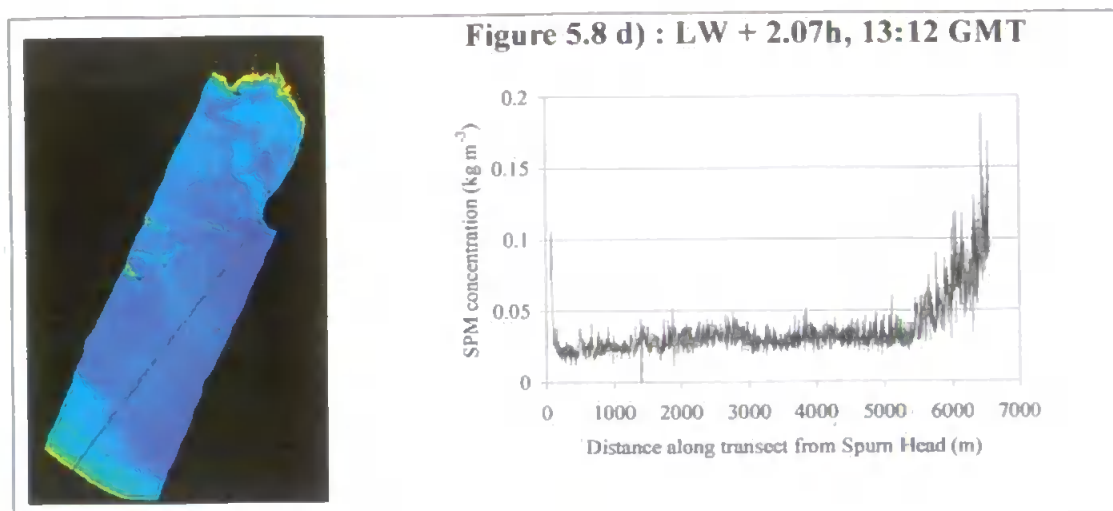 Figure 5.8 d) : LW + 2.07h, 13:12 GMT
0.2
0.15
0.1
0.05
0
SPM concentration (kg m⁻³)
0 1000 2000 3000 4000 5000 6000 7000
Distance along transect from Spurn Head (m)